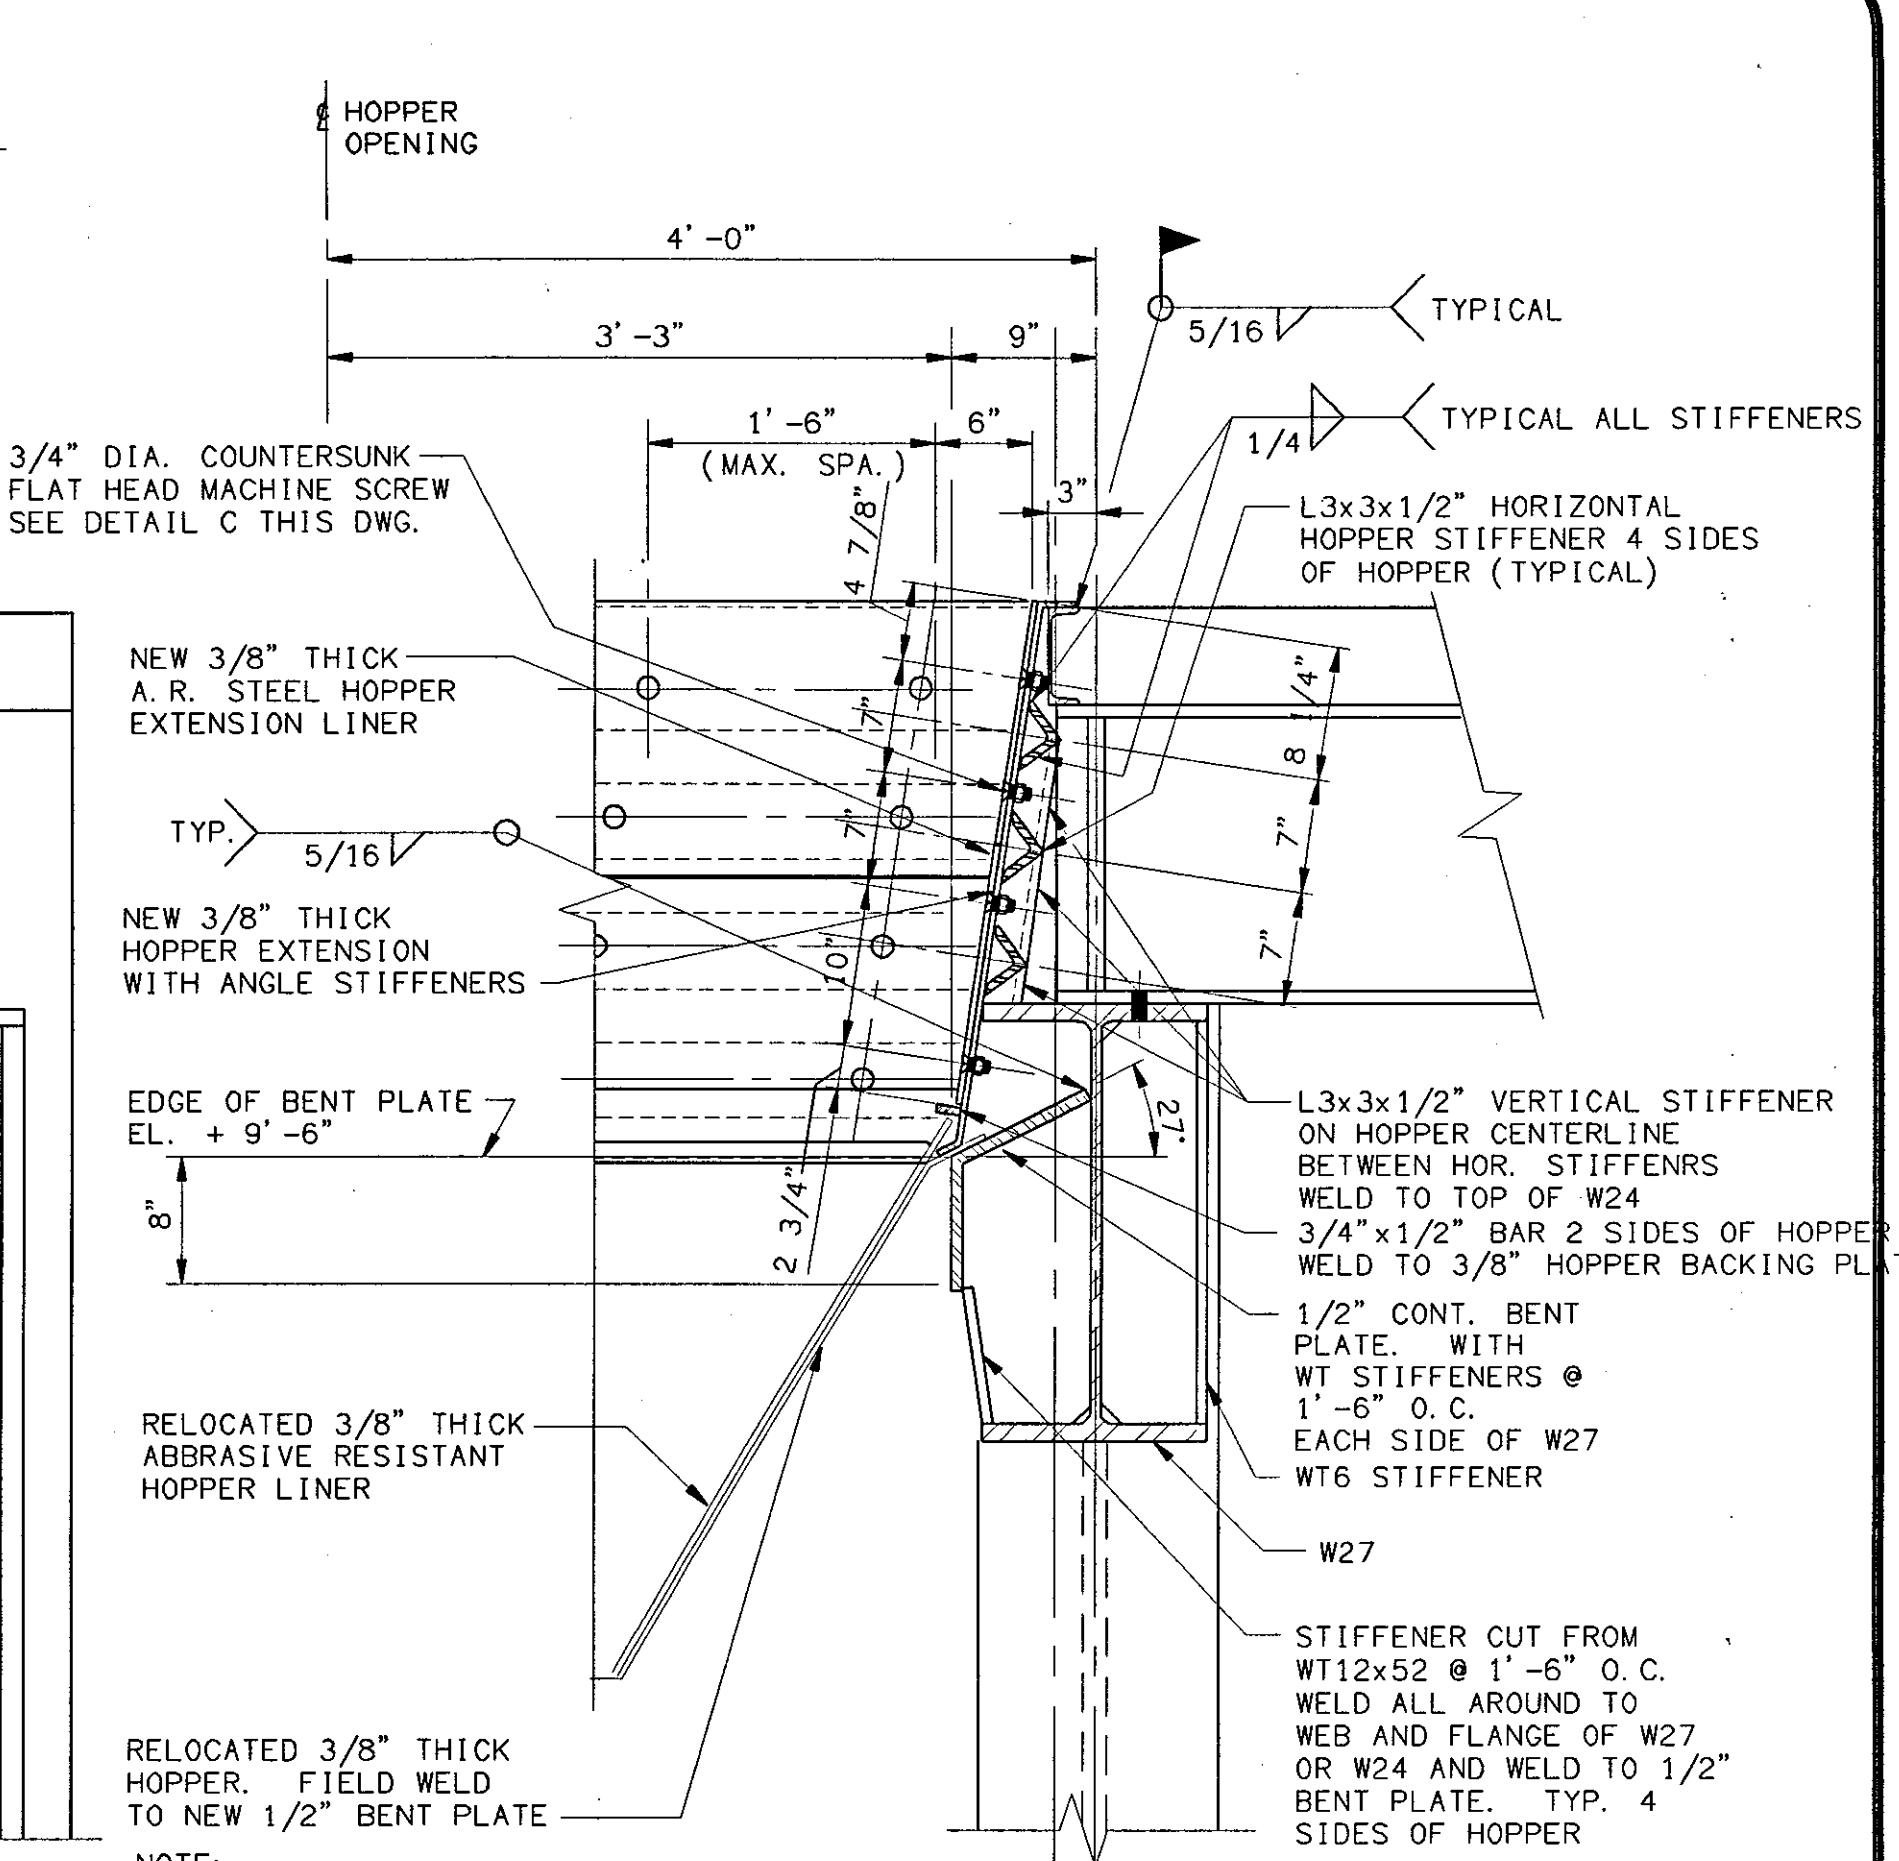 ℄ HOPPER
OPENING
4'-0"
3'-3"
9"
5/16
TYPICAL
1'-6"
(MAX. SPA.)
6"
1/4
TYPICAL ALL STIFFENERS
3/4" DIA. COUNTERSUNK
FLAT HEAD MACHINE SCREW
SEE DETAIL C THIS DWG.
3"
4 7/8"
L3x3x1/2" HORIZONTAL
HOPPER STIFFENER 4 SIDES
OF HOPPER (TYPICAL)
NEW 3/8" THICK
A.R. STEEL HOPPER
EXTENSION LINER
7"
8 1/4"
TYP.
5/16
7"
7"
NEW 3/8" THICK
HOPPER EXTENSION
WITH ANGLE STIFFENERS
10"
7"
EDGE OF BENT PLATE
EL. + 9'-6"
27°
8"
2 3/4"
L3x3x1/2" VERTICAL STIFFENER
ON HOPPER CENTERLINE
BETWEEN HOR. STIFFENRS
WELD TO TOP OF W24
3/4"x1/2" BAR 2 SIDES OF HOPPER
WELD TO 3/8" HOPPER BACKING PLAT
1/2" CONT. BENT
PLATE. WITH
WT STIFFENERS @
1'-6" O.C.
EACH SIDE OF W27
WT6 STIFFENER
RELOCATED 3/8" THICK
ABBRASIVE RESISTANT
HOPPER LINER
W27
STIFFENER CUT FROM
WT12x52 @ 1'-6" O.C.
WELD ALL AROUND TO
WEB AND FLANGE OF W27
OR W24 AND WELD TO 1/2"
BENT PLATE. TYP. 4
SIDES OF HOPPER
RELOCATED 3/8" THICK
HOPPER. FIELD WELD
TO NEW 1/2" BENT PLATE
NOTE: